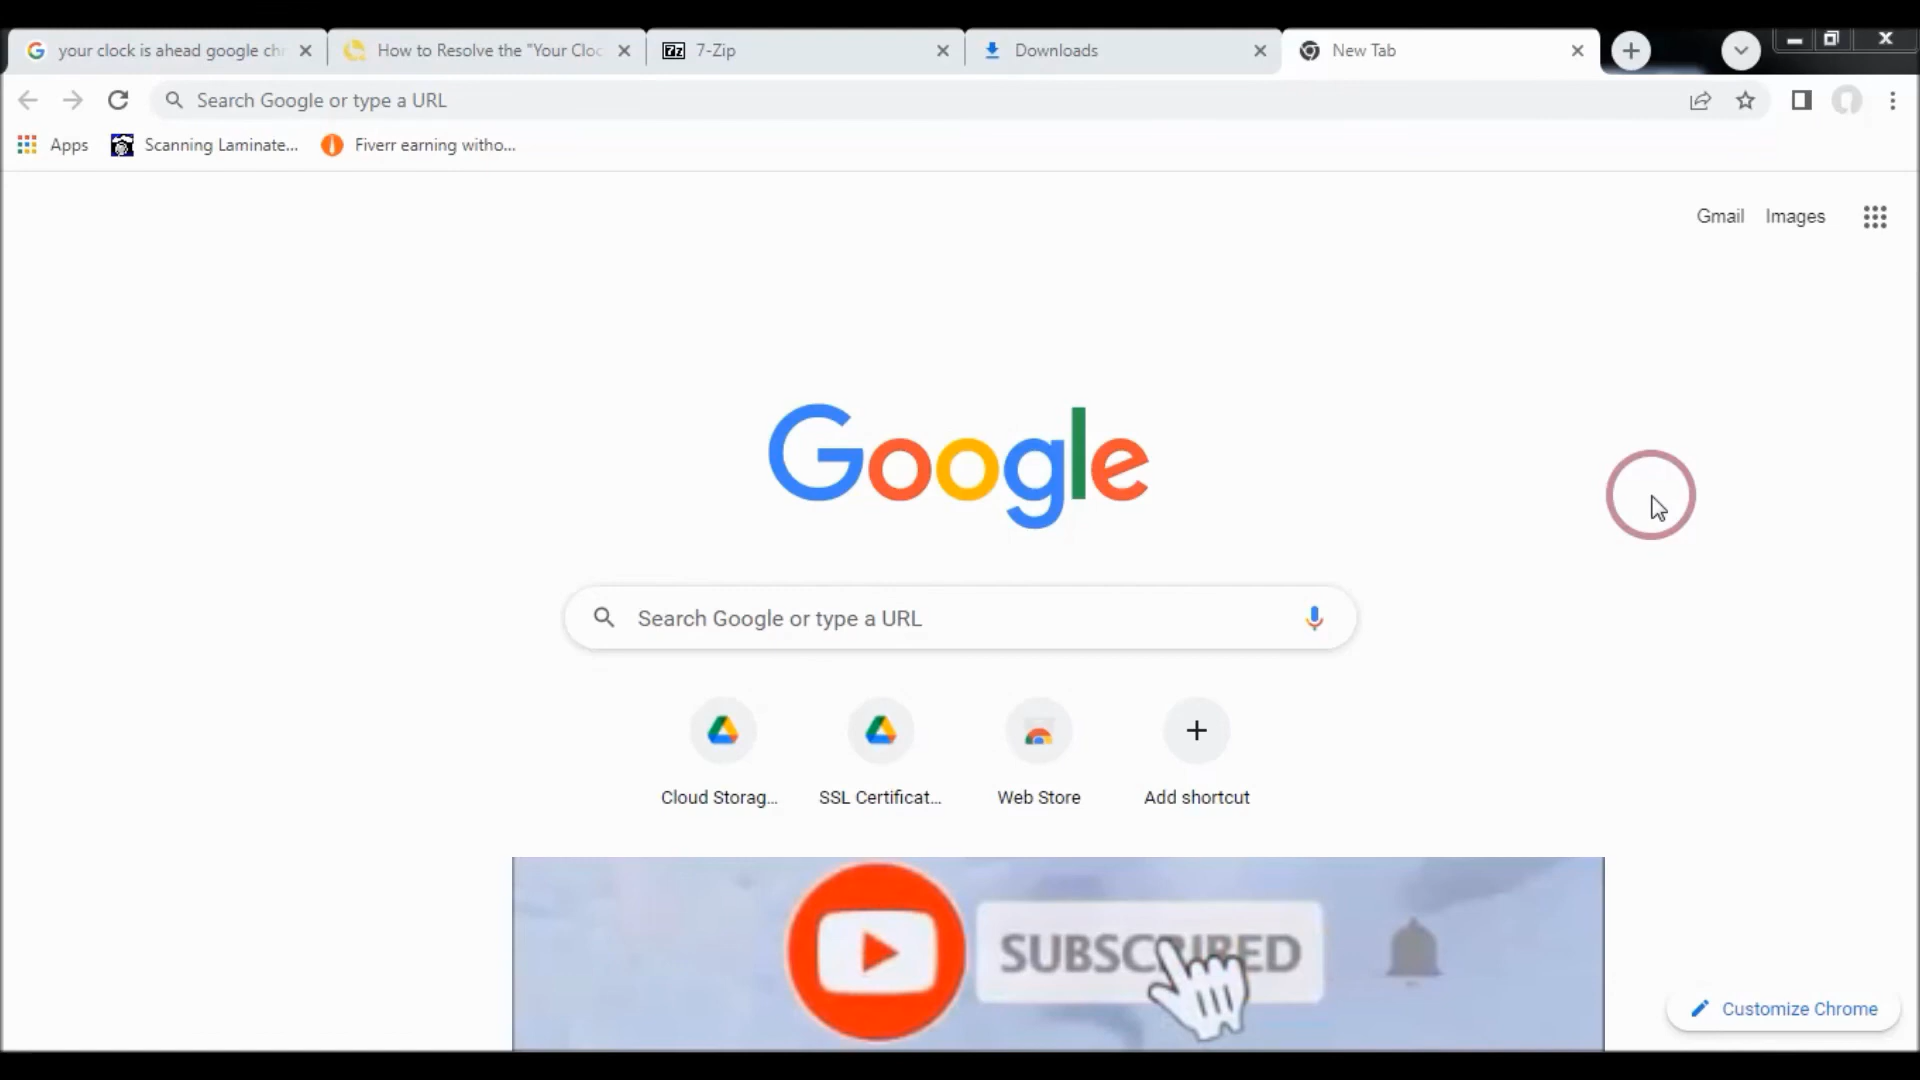 your clock is ahead google chr
How to Resolve the "Your Cloc
7z 7-Zip
Downloads
New Tab
Search Google or type a URL
Apps
Scanning Laminate...
Fiverr earning witho...
Gmail
Images
Google
Search Google or type a URL
Cloud Storag...
SSL Certificat...
Web Store
Add shortcut
SUBSCRIBED
Customize Chrome